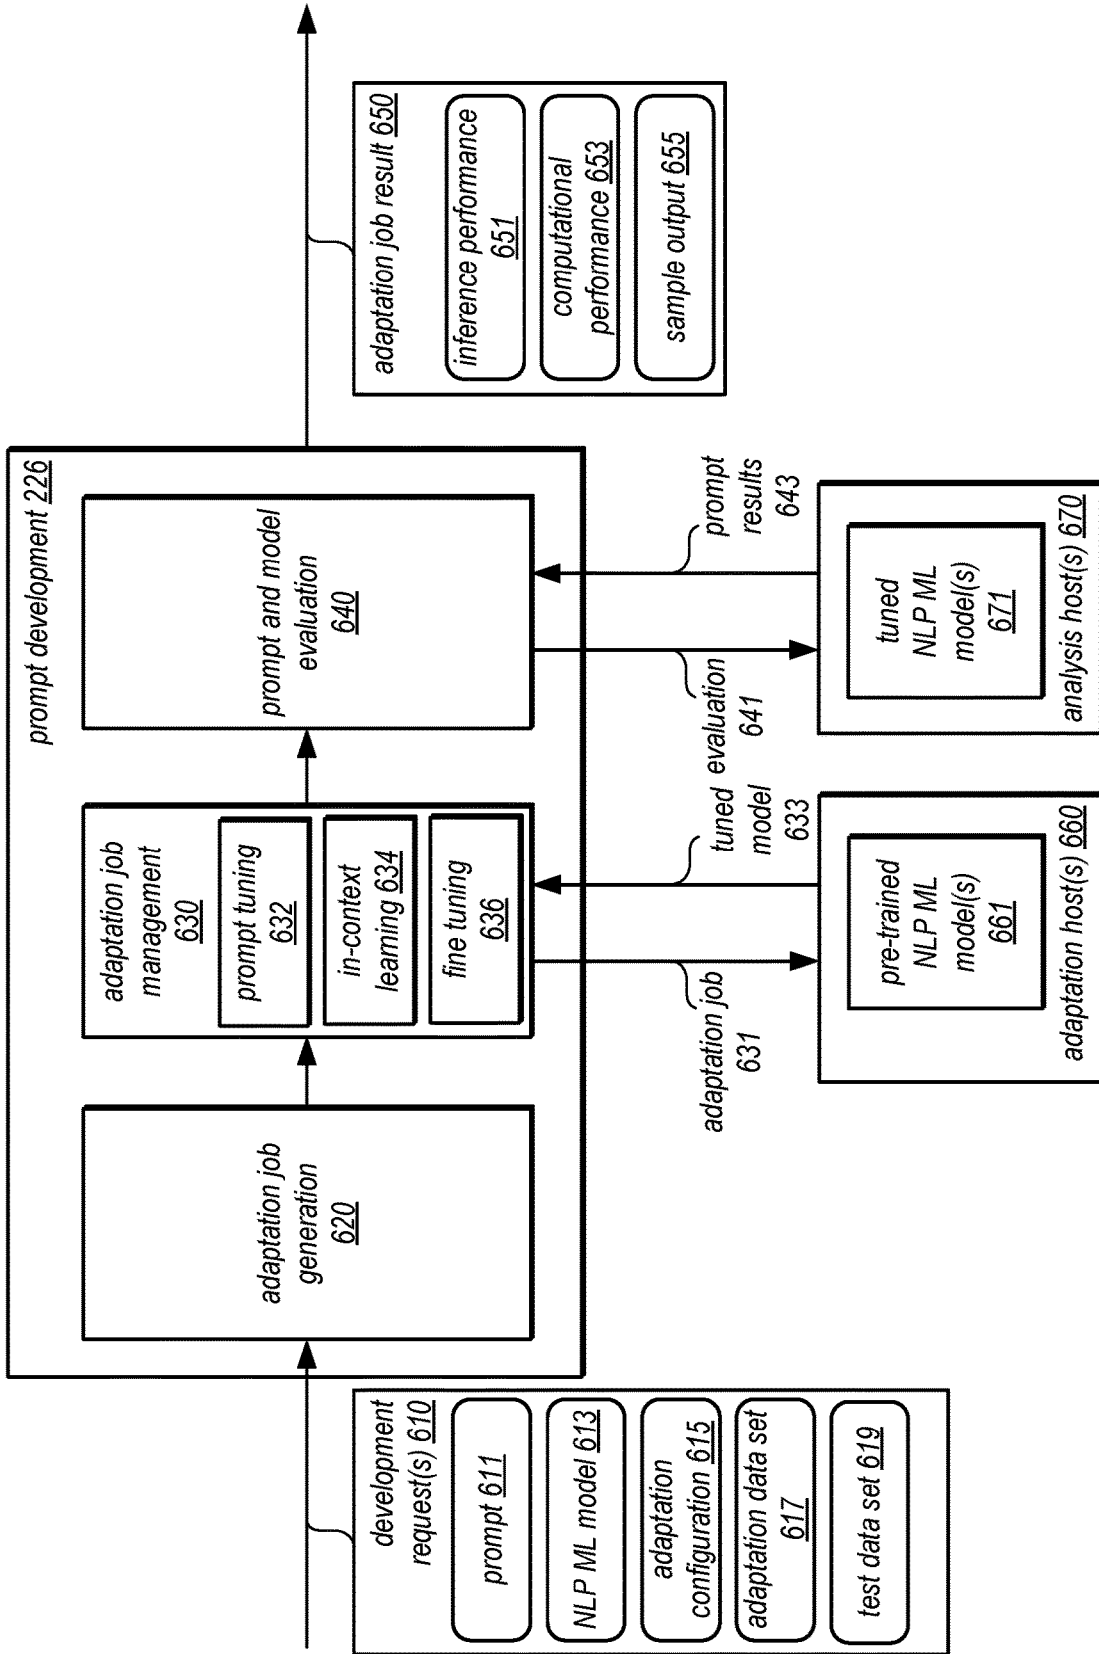 prompt development 226
adaptation job
generation
620
adaptation job
management
630
prompt tuning
632
in-context
learning 634
fine tuning
636
prompt and model
evaluation
640
development
request(s) 610
prompt 611
NLP ML model 613
adaptation
configuration 615
adaptation data set
617
test data set 619
adaptation job
631
tuned
model
633
evaluation
641
prompt
results
643
adaptation job result 650
inference performance
651
computational
performance 653
sample output 655
pre-trained
NLP ML
model(s)
661
adaptation host(s) 660
tuned
NLP ML
model(s)
671
analysis host(s) 670